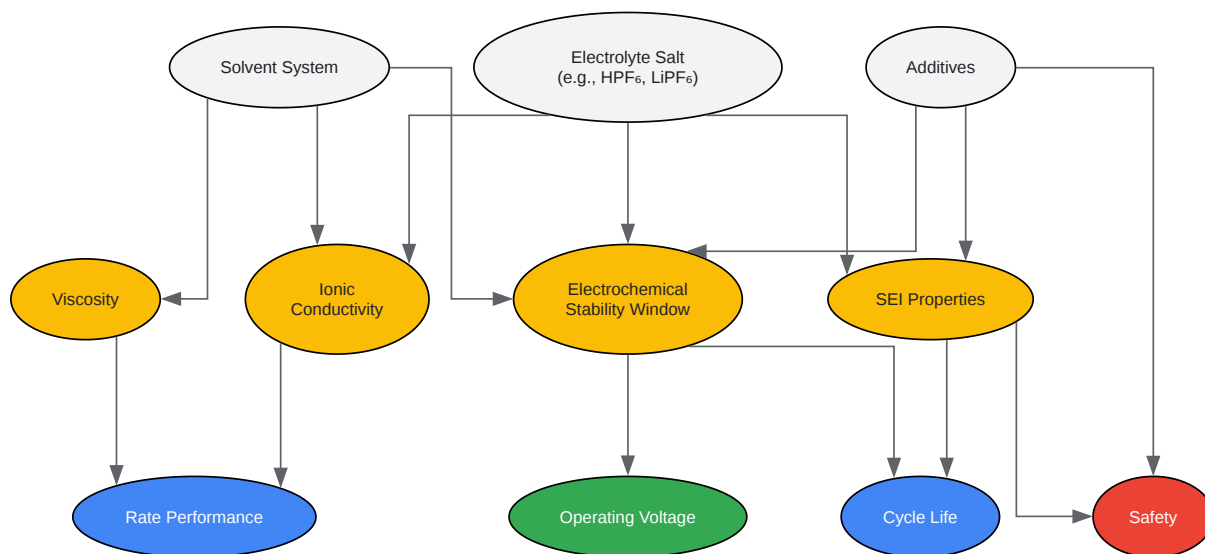 Solvent System
Electrolyte Salt
(e.g., HPF₆, LiPF₆)
Additives
Viscosity
Ionic
Conductivity
Electrochemical
Stability Window
SEI Properties
Rate Performance
Operating Voltage
Cycle Life
Safety